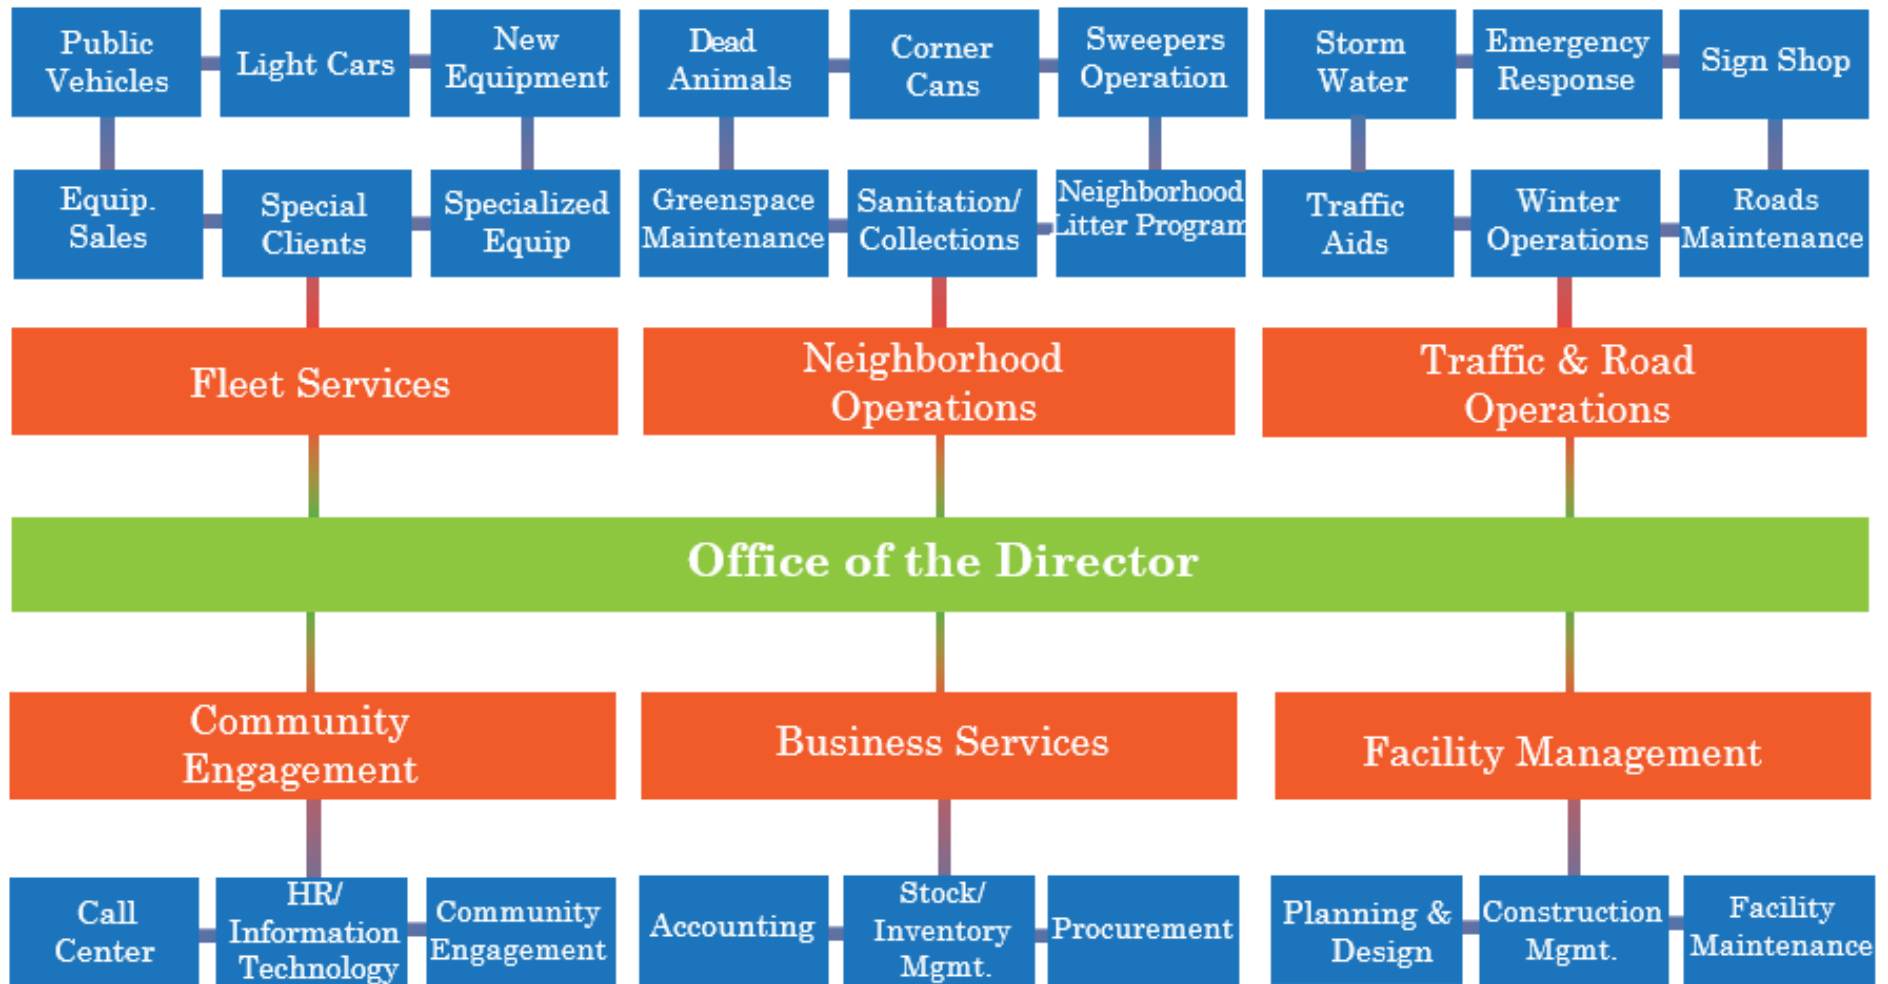 Public
Vehicles
Light Cars
New
Equipment
Dead
Animals
Corner
Cans
Sweepers
Operation
Storm
Water
Emergency
Response
Sign Shop
Equip.
Sales
Special
Clients
Specialized
Equip
Greenspace
Maintenance
Sanitation/
Collections
Neighborhood
Litter Program
Traffic
Aids
Winter
Operations
Roads
Maintenance
Fleet Services
Neighborhood
Operations
Traffic & Road
Operations
Office of the Director
Community
Engagement
Business Services
Facility Management
Call
Center
HR/
Information
Technology
Community
Engagement
Accounting
Stock/
Inventory
Mgmt.
Procurement
Planning &
Design
Construction
Mgmt.
Facility
Maintenance